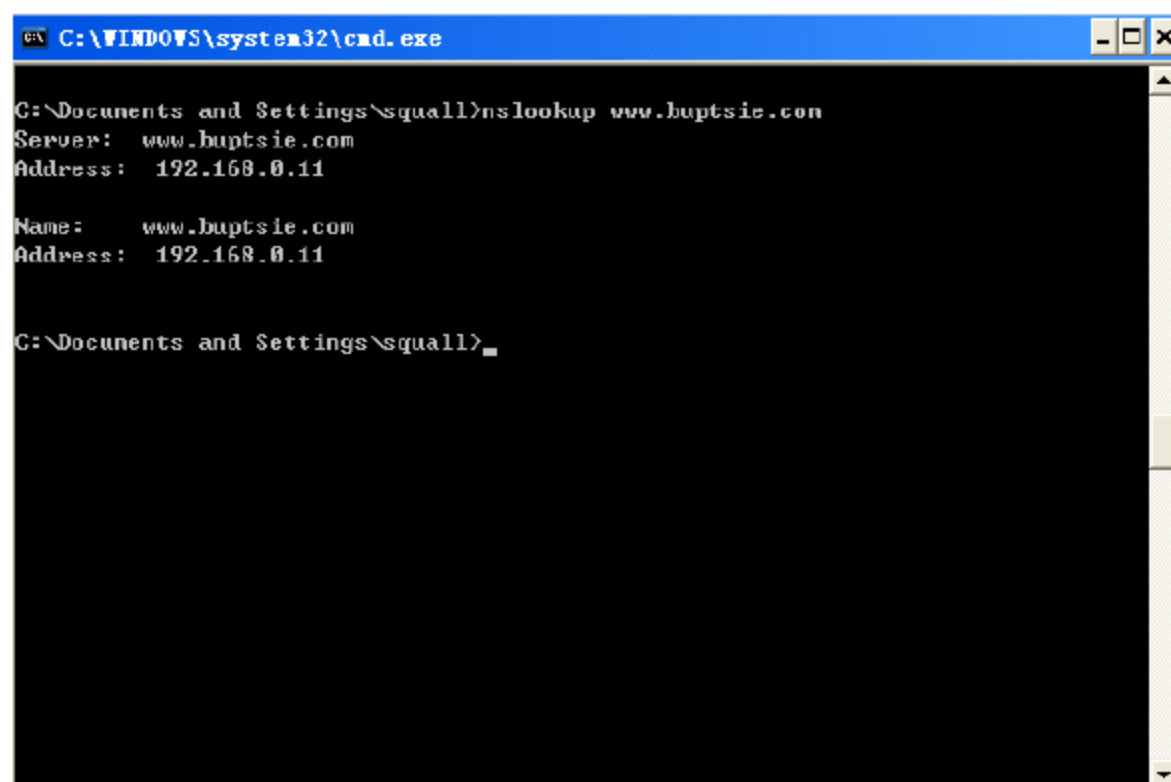 C:\WINDOWS\system32\cmd.exe
C:\Documents and Settings\squall>nslookup www.buptsie.com
Server:  www.buptsie.com
Address:  192.168.0.11
Name:    www.buptsie.com
Address:  192.168.0.11
C:\Documents and Settings\squall>_